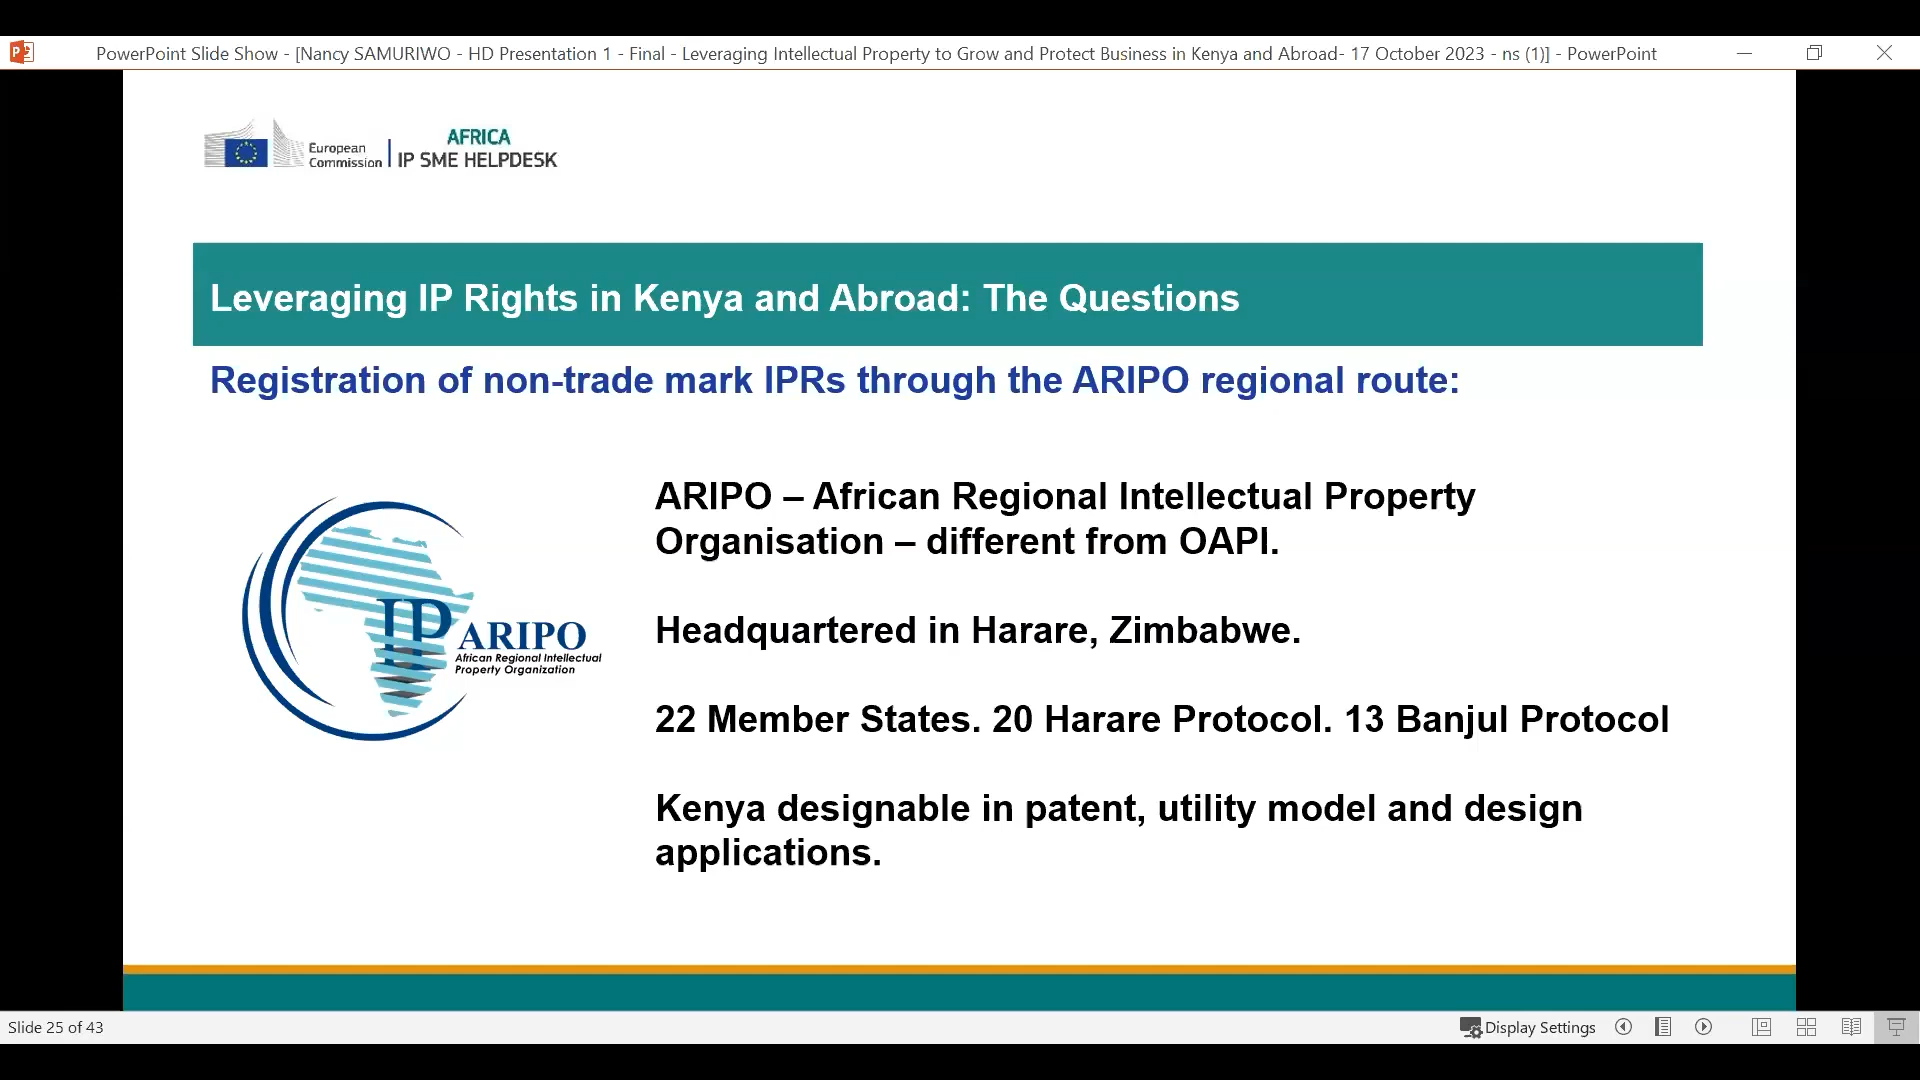 PowerPoint Slide Show - [Nancy SAMURIWO - HD Presentation 1 - Final - Leveraging Intellectual Property to Grow and Protect Business in Kenya and Abroad- 17 October 2023 - ns (1)] - PowerPoint
European
Commission
AFRICA
IP SME HELPDESK
Leveraging IP Rights in Kenya and Abroad: The Questions
Registration of non-trade mark IPRs through the ARIPO regional route:
IP ARIPO
African Regional Intellectual
Property Organization
ARIPO – African Regional Intellectual Property
Organisation – different from OAPI.
Headquartered in Harare, Zimbabwe.
22 Member States. 20 Harare Protocol. 13 Banjul Protocol
Kenya designable in patent, utility model and design
applications.
Slide 25 of 43
Display Settings